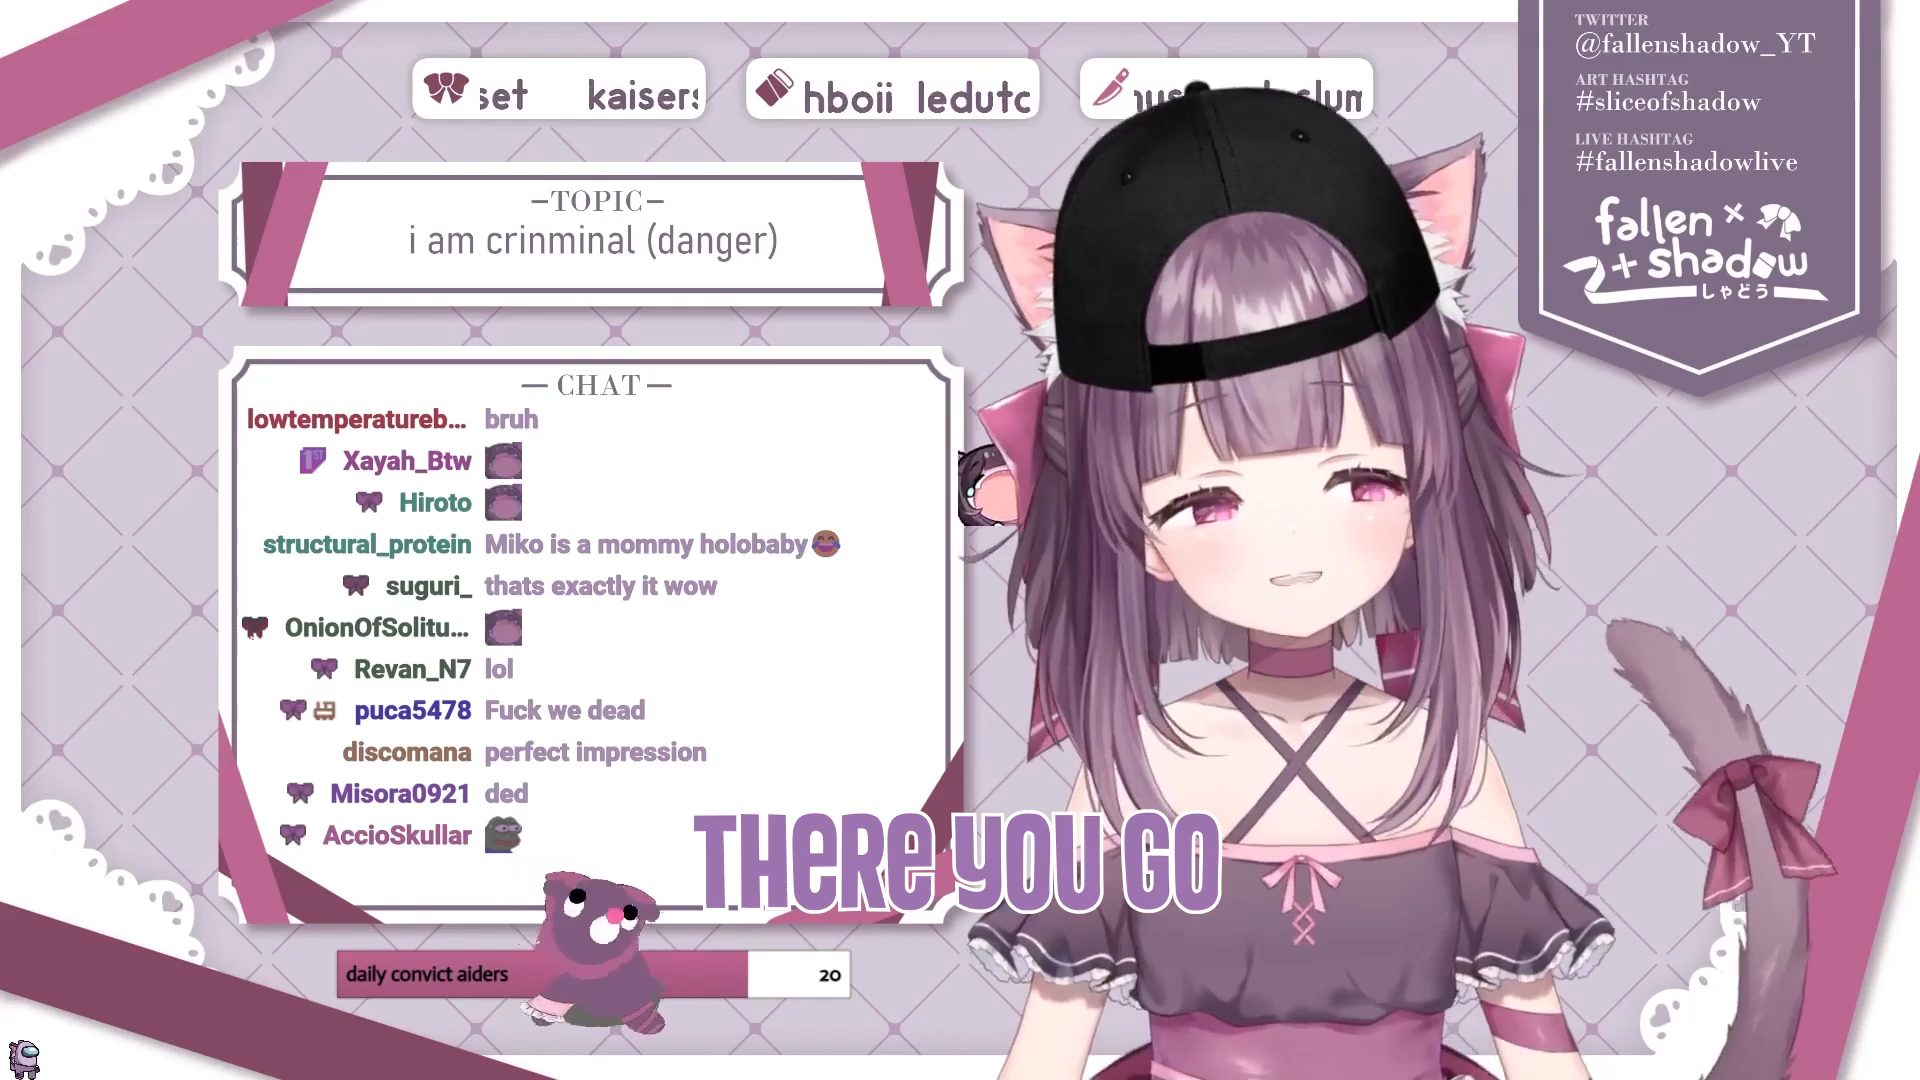 set kaisers
hboii ledutc
TWITTER
@fallenshadow_YT
ART HASHTAG
#sliceofshadow
LIVE HASHTAG
#fallenshadowlive
fallen
shadow
しゃどう
–TOPIC–
i am crinminal (danger)
— CHAT —
lowtemperatureb... bruh
1ST Xayah_Btw
Hiroto
structural_protein Miko is a mommy holobaby😂
suguri_ thats exactly it wow
OnionOfSolitu...
Revan_N7 lol
puca5478 Fuck we dead
discomana perfect impression
Misora0921 ded
AccioSkullar
THERE YOU GO
daily convict aiders 20